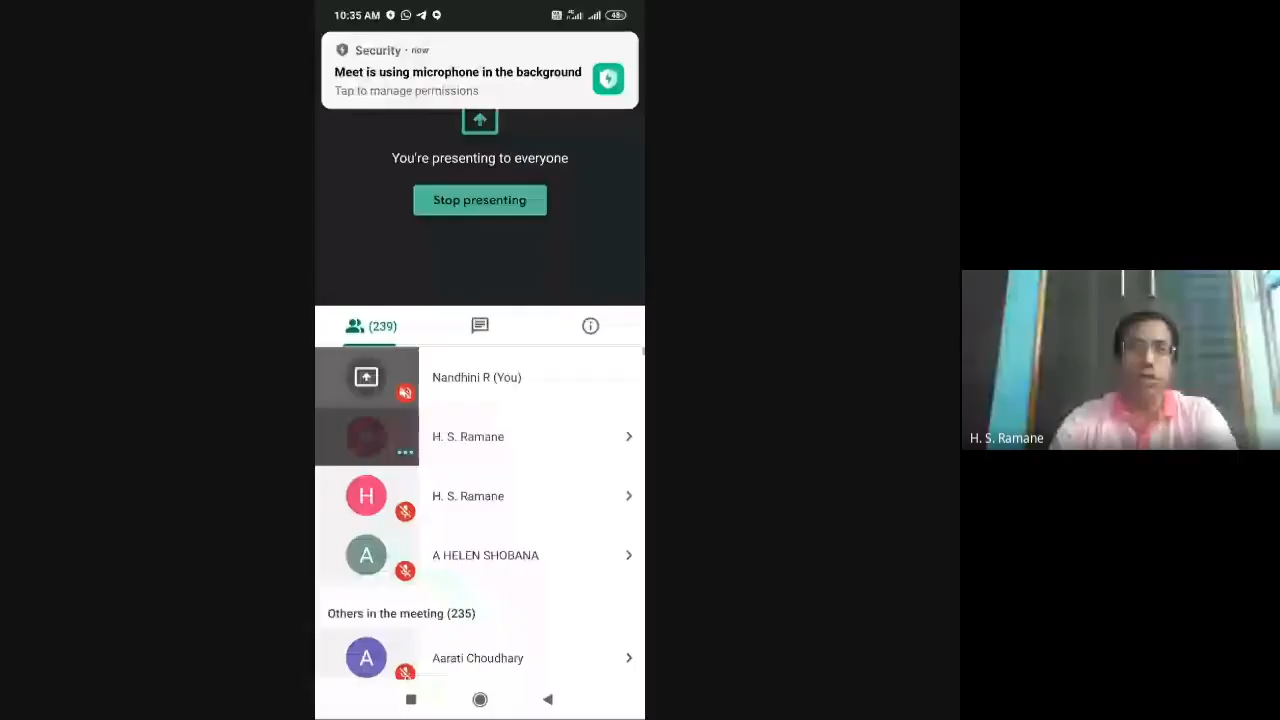 10:35 AM
48
Security · now
Meet is using microphone in the background
Tap to manage permissions
You're presenting to everyone
Stop presenting
(239)
Nandhini R (You)
H. S. Ramane
H
H. S. Ramane
A
A HELEN SHOBANA
Others in the meeting (235)
A
Aarati Choudhary
H. S. Ramane